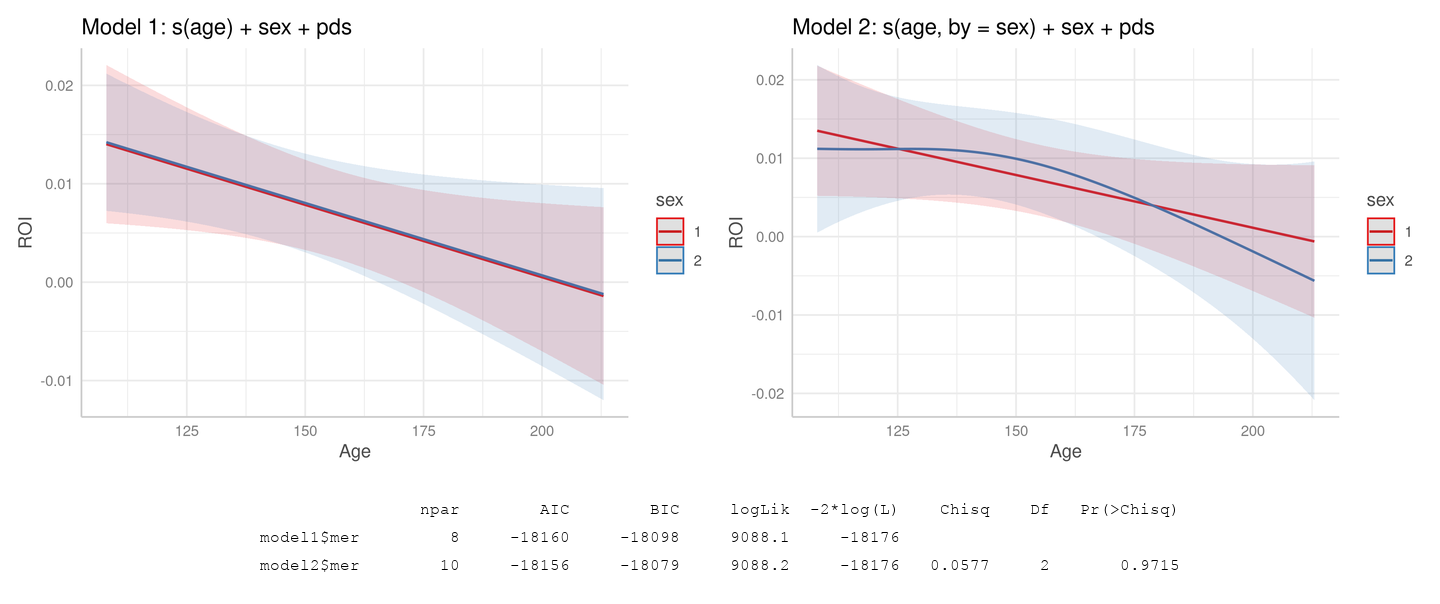 Model 1: s(age) + sex + pds
0.02
0.01
0.00
-0.01
ROI
125 150 175 200
Age
sex
1
2
Model 2: s(age, by = sex) + sex + pds
0.02
0.01
0.00
-0.01
-0.02
ROI
125 150 175 200
Age
sex
1
2
npar AIC BIC logLik -2*log(L) Chisq Df Pr(>Chisq)
model1$mer 8 -18160 -18098 9088.1 -18176
model2$mer 10 -18156 -18079 9088.2 -18176 0.0577 2 0.9715